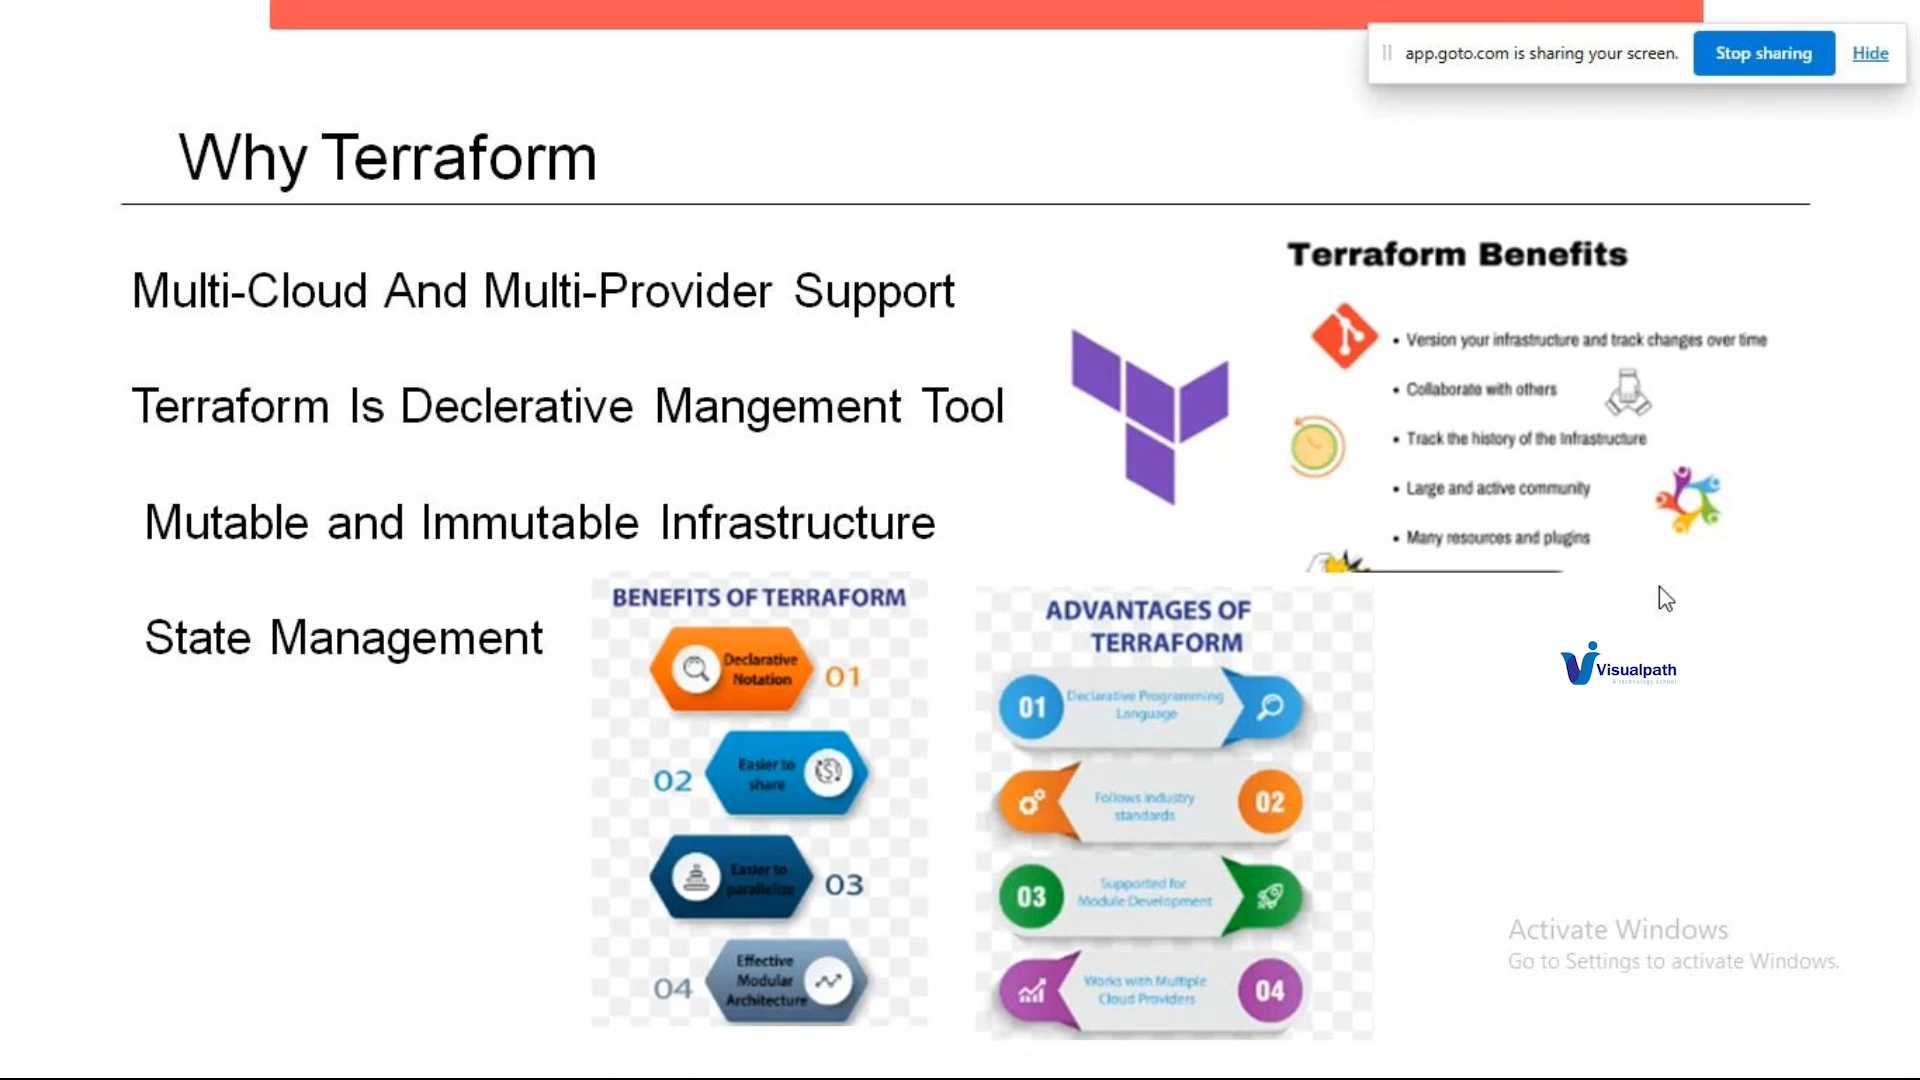 app.goto.com is sharing your screen.
Stop sharing
Hide
Why Terraform
Multi-Cloud And Multi-Provider Support
Terraform Is Declerative Mangement Tool
Mutable and Immutable Infrastructure
State Management
Terraform Benefits
• Version your infrastructure and track changes over time
• Collaborate with others
• Track the history of the Infrastructure
• Large and active community
• Many resources and plugins
BENEFITS OF TERRAFORM
Declarative
Notation
01
02
Easier to
share
Easier to
parallelize
03
04
Effective
Modular
Architecture
ADVANTAGES OF
TERRAFORM
01
Declarative Programming
Language
Follows industry
standards
02
03
Supported for
Module Development
Works with Multiple
Cloud Providers
04
Visualpath
A technology school
Activate Windows
Go to Settings to activate Windows.